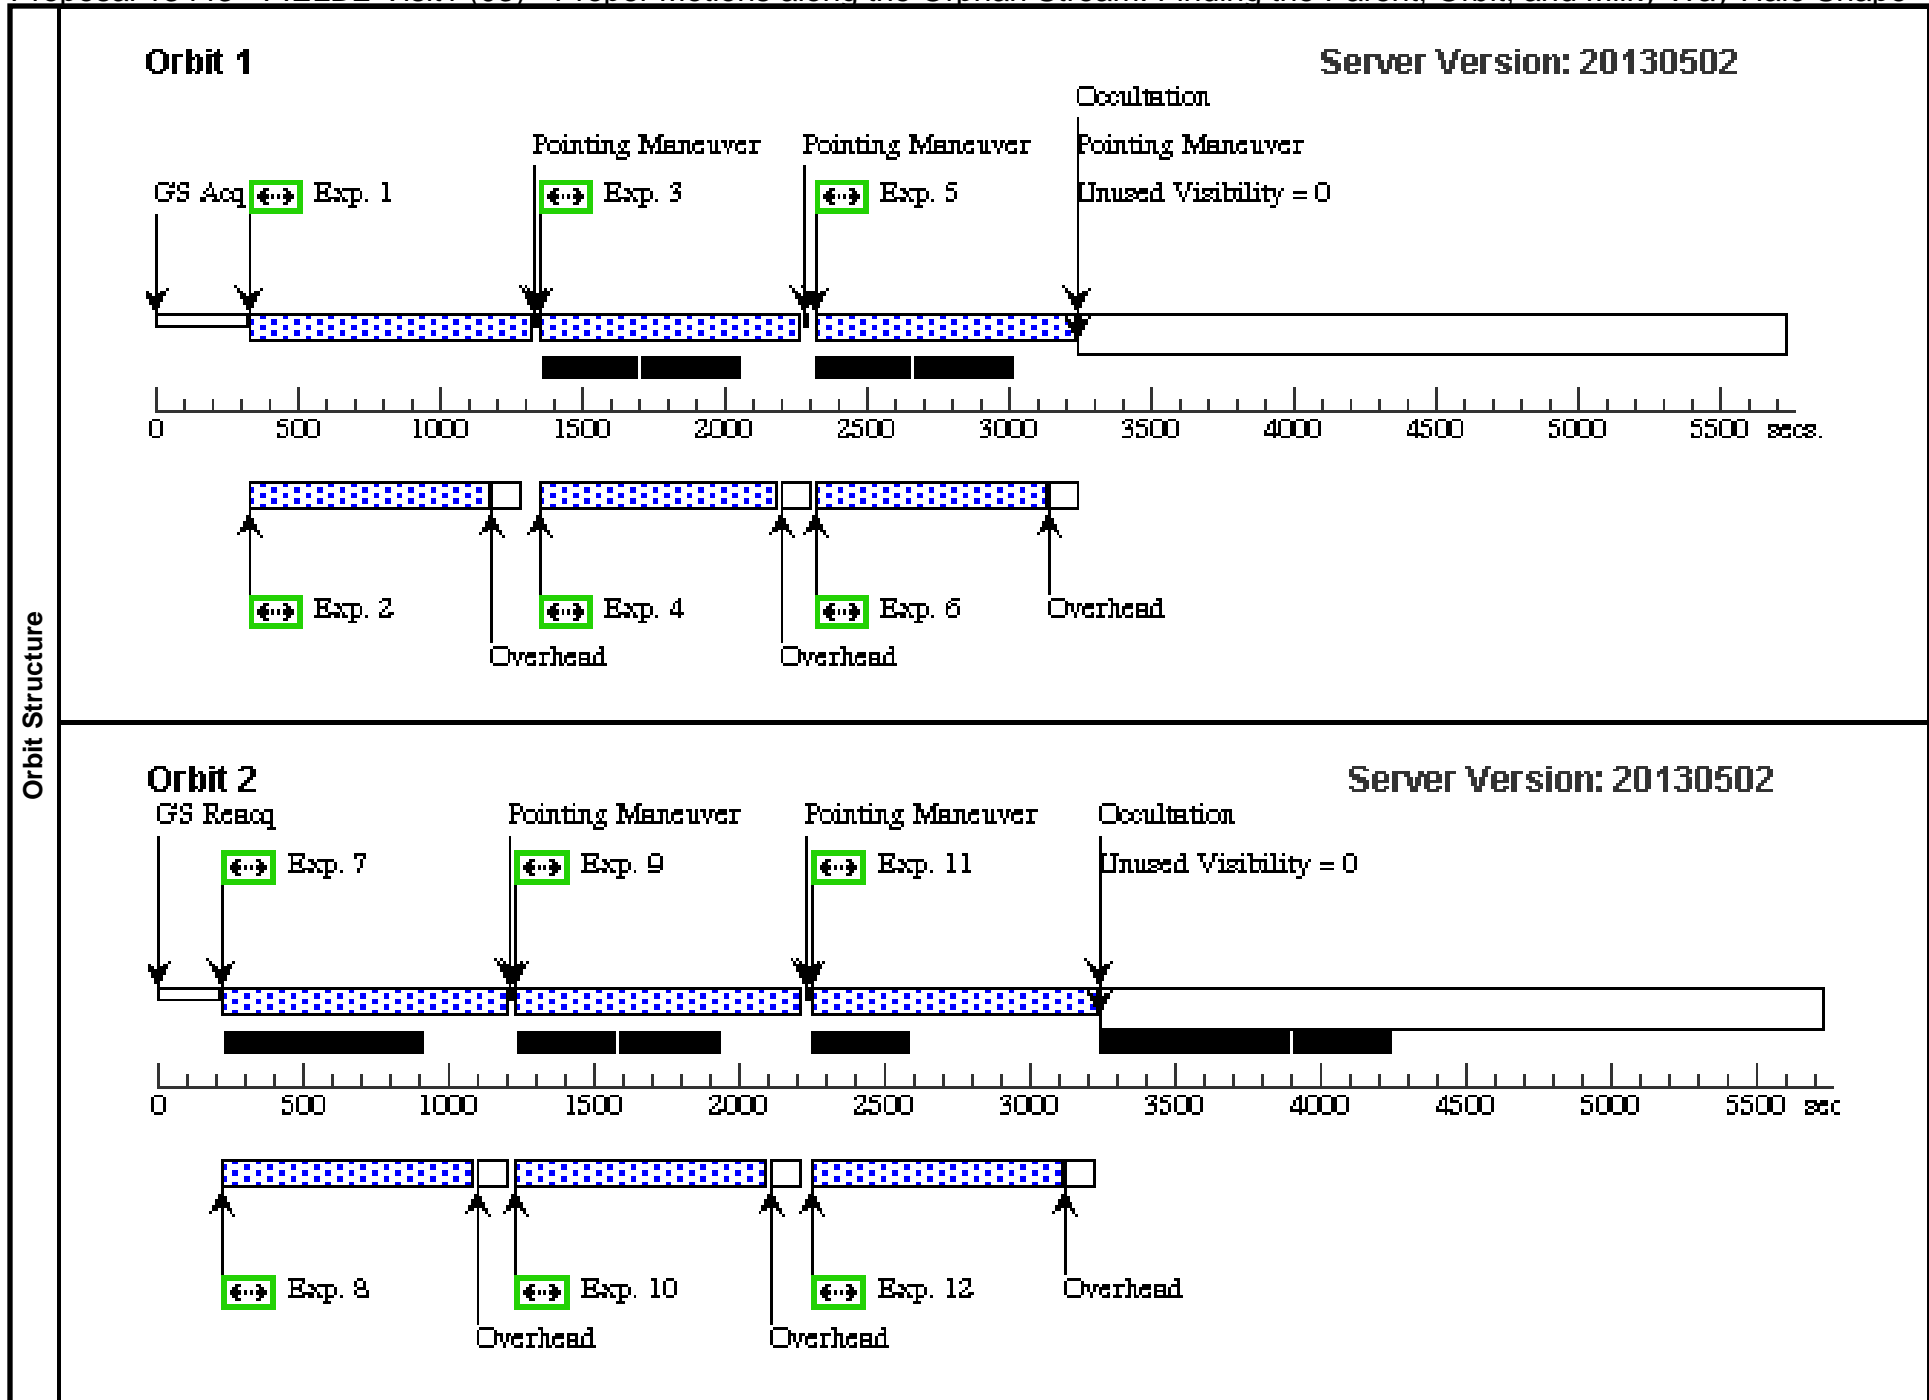 Orbit Structure
Orbit 1
Server Version: 20130502
Occultation
Pointing Maneuver Pointing Maneuver Pointing Maneuver
GS Acq Exp. 1 Exp. 3 Exp. 5 Unused Visibility = 0
0 500 1000 1500 2000 2500 3000 3500 4000 4500 5000 5500 secs.
Exp. 2 Exp. 4 Exp. 6 Overhead
Overhead Overhead
Orbit 2
Server Version: 20130502
GS Reacq Pointing Maneuver Pointing Maneuver Occultation
Exp. 7 Exp. 9 Exp. 11 Unused Visibility = 0
0 500 1000 1500 2000 2500 3000 3500 4000 4500 5000 5500 sec
Exp. 8 Exp. 10 Exp. 12 Overhead
Overhead Overhead